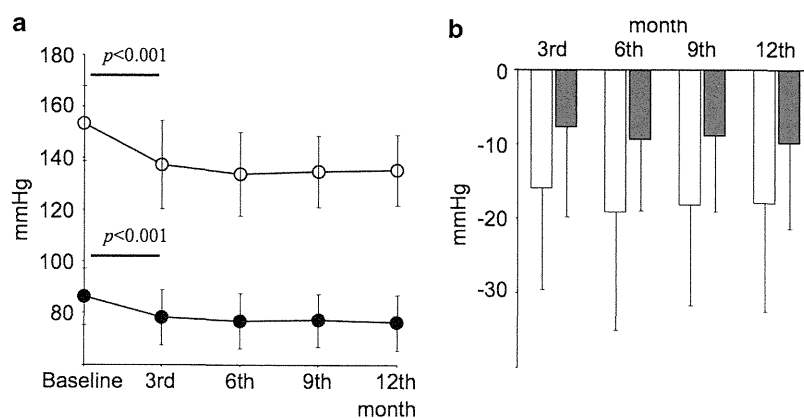 a
mmHg
180
160
140
120
100
80
p<0.001
p<0.001
Baseline 3rd 6th 9th 12th
month
b
month
3rd 6th 9th 12th
mmHg
0
-10
-20
-30